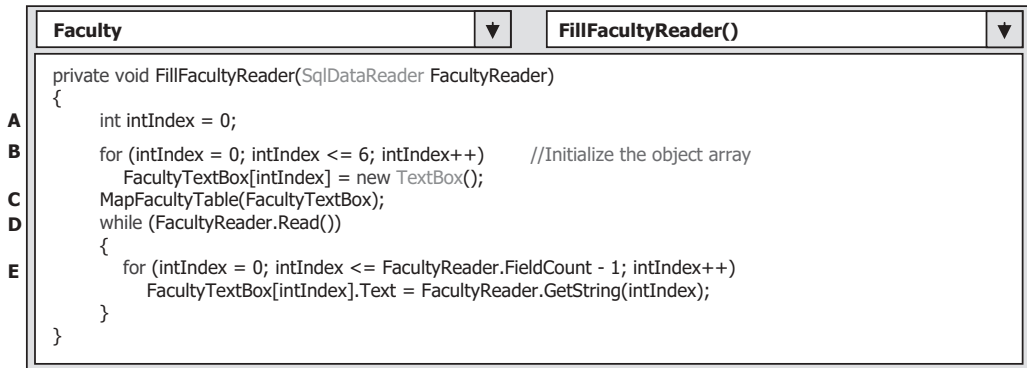 Faculty FillFacultyReader()
private void FillFacultyReader(SqlDataReader FacultyReader)
{
A int intIndex = 0;
B for (intIndex = 0; intIndex <= 6; intIndex++) //Initialize the object array
FacultyTextBox[intIndex] = new TextBox();
C MapFacultyTable(FacultyTextBox);
D while (FacultyReader.Read())
{
E for (intIndex = 0; intIndex <= FacultyReader.FieldCount - 1; intIndex++)
FacultyTextBox[intIndex].Text = FacultyReader.GetString(intIndex);
}
}